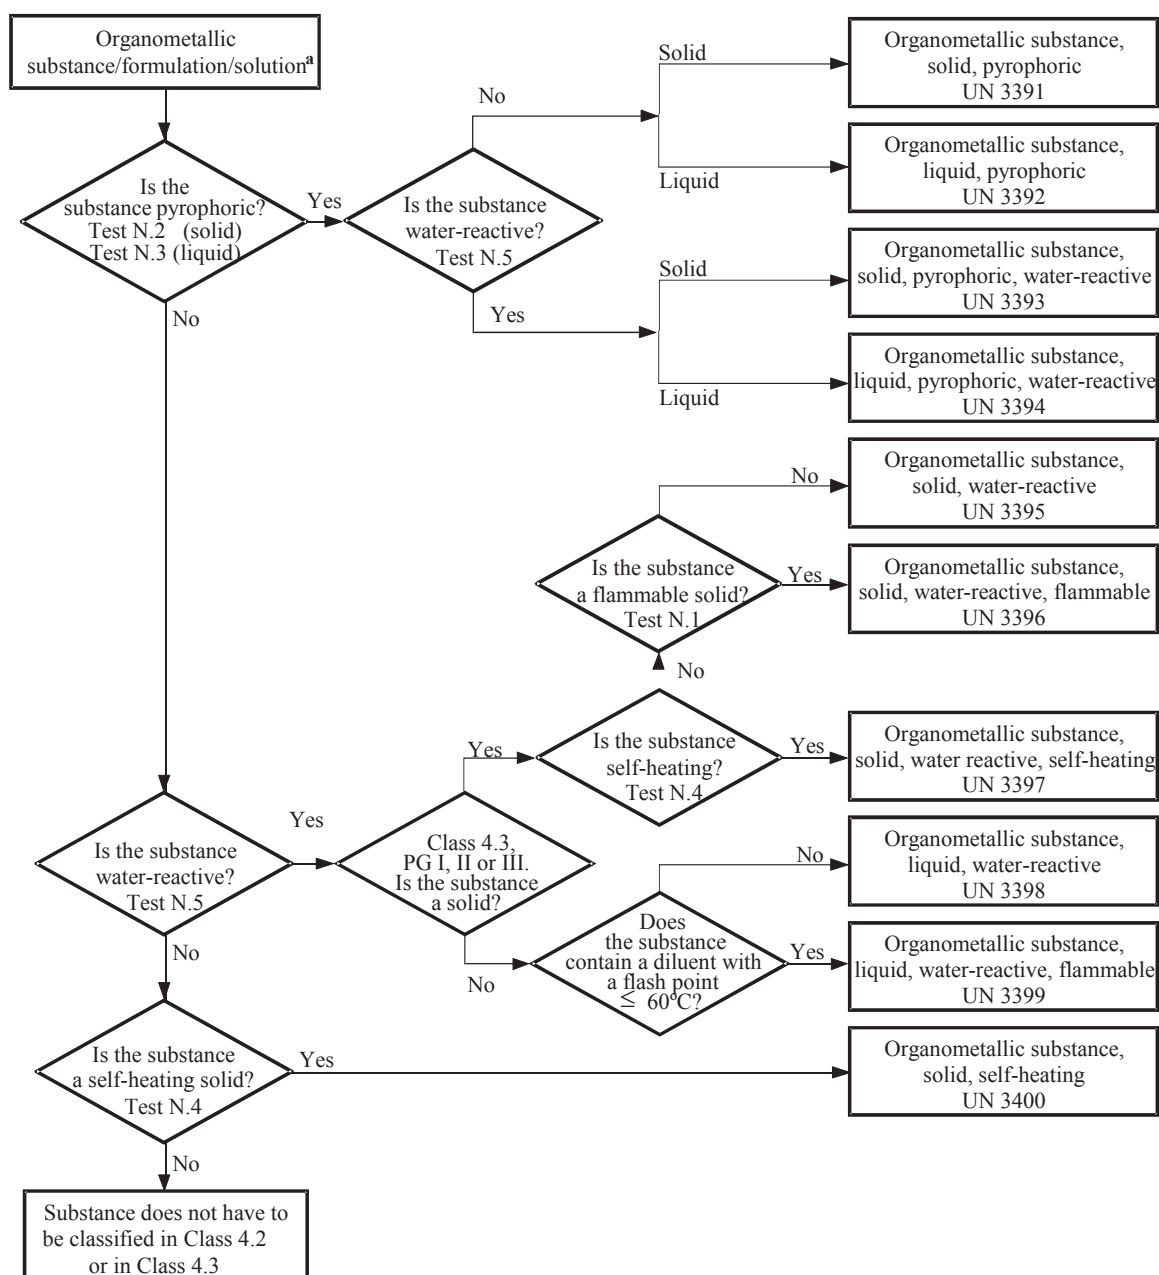 Organometallic
substance/formulation/solutionᵃ
Is the
substance pyrophoric?
Test N.2 (solid)
Test N.3 (liquid)
Yes
No
Is the substance
water-reactive?
Test N.5
No
Yes
Solid
Liquid
Solid
Liquid
Organometallic substance,
solid, pyrophoric
UN 3391
Organometallic substance,
liquid, pyrophoric
UN 3392
Organometallic substance,
solid, pyrophoric, water-reactive
UN 3393
Organometallic substance,
liquid, pyrophoric, water-reactive
UN 3394
No
Organometallic substance,
solid, water-reactive
UN 3395
Is the substance
a flammable solid?
Test N.1
Yes
Organometallic substance,
solid, water-reactive, flammable
UN 3396
No
Is the substance
self-heating?
Test N.4
Yes
Yes
Organometallic substance,
solid, water reactive, self-heating
UN 3397
Is the substance
water-reactive?
Test N.5
Yes
No
Class 4.3,
PG I, II or III.
Is the substance
a solid?
No
Does
the substance
contain a diluent with
a flash point
≤ 60°C?
No
Yes
Organometallic substance,
liquid, water-reactive
UN 3398
Organometallic substance,
liquid, water-reactive, flammable
UN 3399
Is the substance
a self-heating solid?
Test N.4
Yes
No
Organometallic substance,
solid, self-heating
UN 3400
Substance does not have to
be classified in Class 4.2
or in Class 4.3